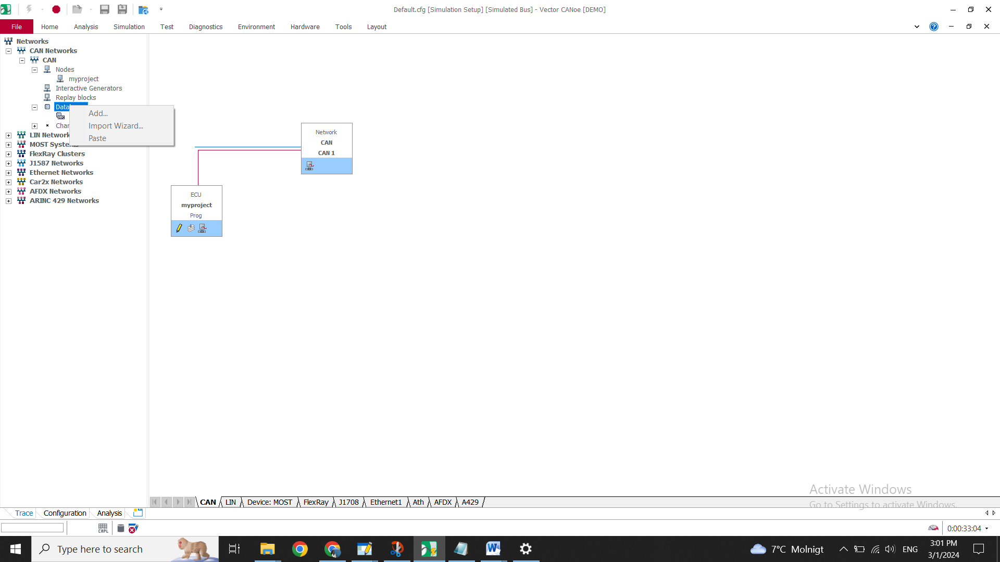 Default.cfg [Simulation Setup] [Simulated Bus] - Vector CANoe [DEMO]
File Home Analysis Simulation Test Diagnostics Environment Hardware Tools Layout
Networks
CAN Networks
CAN
Nodes
myproject
Interactive Generators
Replay blocks
Data
DBC
Chan
LIN Network
MOST Systems
FlexRay Clusters
J1587 Networks
Ethernet Networks
Car2x Networks
AFDX Networks
ARINC 429 Networks
Add...
Import Wizard...
Paste
Network
CAN
CAN 1
ECU
myproject
Prog
Activate Windows
Go to Settings to activate Windows.
CAN LIN Device: MOST FlexRay J1708 Ethernet1 Ath AFDX A429
Trace Configuration Analysis
CAPL
0:00:33:04
Type here to search
7°C Molnigt
ENG
3:01 PM
3/1/2024